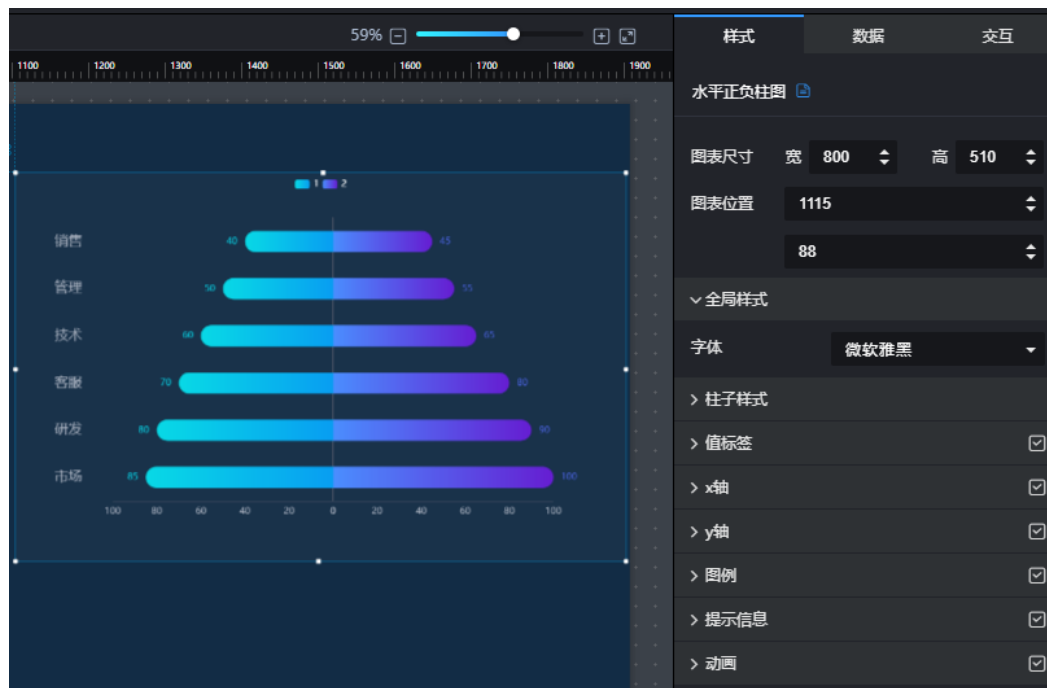 59%
1100 1200 1300 1400 1500 1600 1700 1800 1900
1 2
销售 40 45
管理 50 55
技术 60 65
客服 70 80
研发 80 90
市场 85 100
100 80 60 40 20 0 20 40 60 80 100
样式 数据 交互
水平正负柱图
图表尺寸 宽 800 高 510
图表位置 1115
88
全局样式
字体 微软雅黑
柱子样式
值标签
x轴
y轴
图例
提示信息
动画